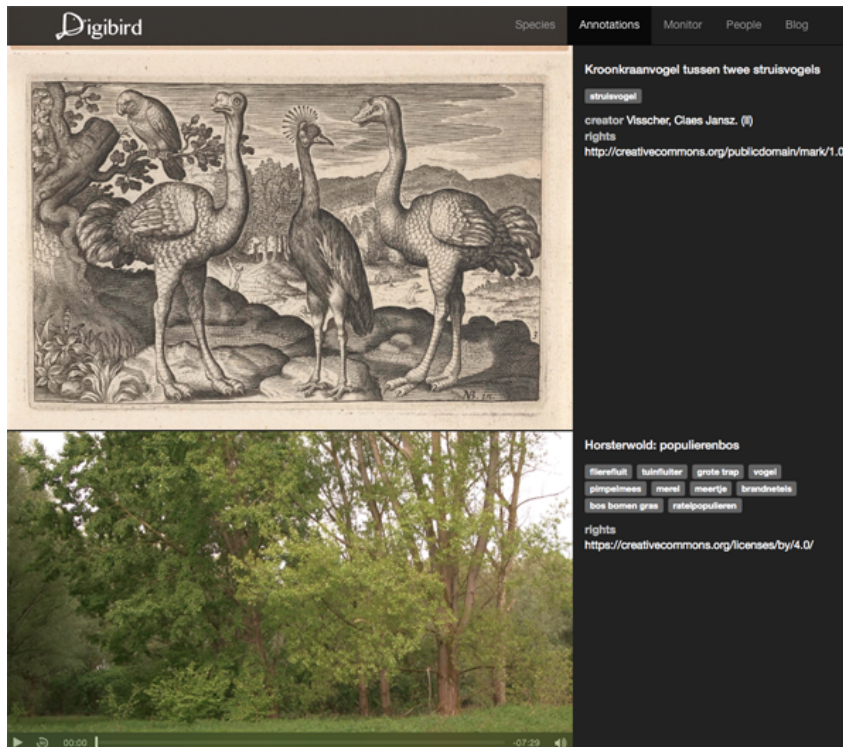 Digibird
Species Annotations Monitor People Blog
Kroonkraanvogel tussen twee struisvogels
struisvogel
creator Visscher, Claes Jansz. (II)
rights
http://creativecommons.org/publicdomain/mark/1.0
Horsterwold: populierenbos
flierefluit tuinfluiter grote trap vogel
pimpelmees merel meertje brandnetels
bos bomen gras ratelpopulieren
rights
https://creativecommons.org/licenses/by/4.0/
00:00 -07:29